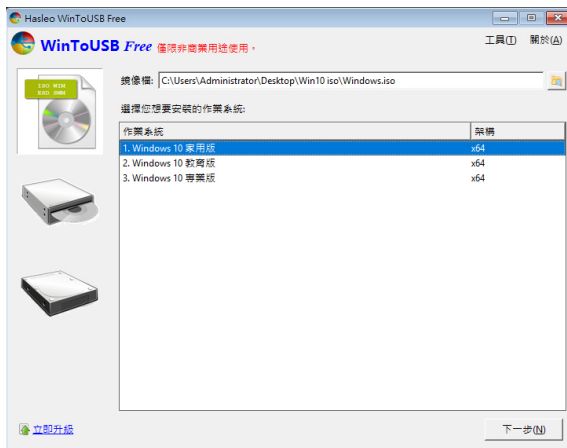 Hasleo WinToUSB Free
WinToUSB Free 僅限非商業用途使用。
工具(T) 關於(A)
ISO WIM
ESD SWM
鏡像檔: C:\Users\Administrator\Desktop\Win10 iso\Windows.iso
選擇您想要安裝的作業系統:
作業系統 架構
1. Windows 10 家用版 x64
2. Windows 10 教育版 x64
3. Windows 10 專業版 x64
立即升級
下一步(N)